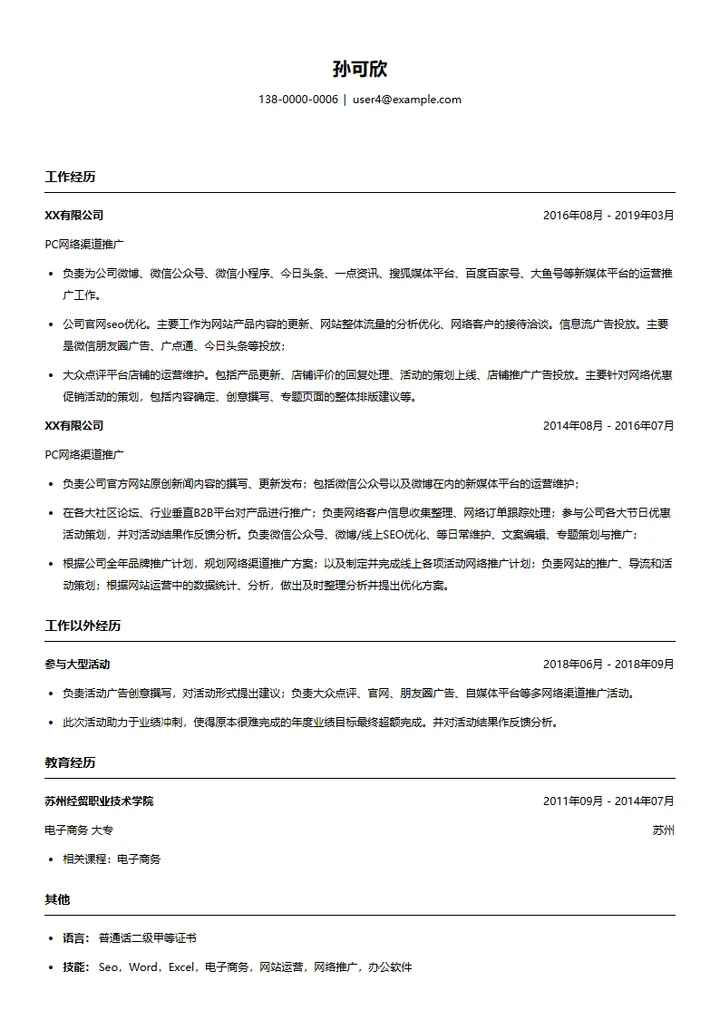 孙可欣
138-0000-0006 | user4@example.com
工作经历
XX有限公司 2016年08月 - 2019年03月
PC网络渠道推广
• 负责为公司微博、微信公众号、微信小程序、今日头条、一点资讯、搜狐媒体平台、百度百家号、大鱼号等新媒体平台的运营推
广工作。
• 公司官网seo优化。主要工作为网站产品内容的更新、网站整体流量的分析优化、网络客户的接待洽谈。信息流广告投放。主要
是微信朋友圈广告、广点通、今日头条等投放；
• 大众点评平台店铺的运营维护。包括产品更新、店铺评价的回复处理、活动的策划上线、店铺推广广告投放。主要针对网络优惠
促销活动的策划，包括内容确定、创意撰写、专题页面的整体排版建议等。
XX有限公司 2014年08月 - 2016年07月
PC网络渠道推广
• 负责公司官方网站原创新闻内容的撰写、更新发布；包括微信公众号以及微博在内的新媒体平台的运营维护；
• 在各大社区论坛、行业垂直B2B平台对产品进行推广；负责网络客户信息收集整理、网络订单跟踪处理；参与公司各大节日优惠
活动策划，并对活动结果作反馈分析。负责微信公众号、微博/线上SEO优化、等日常维护、文案编辑、专题策划与推广；
• 根据公司全年品牌推广计划，规划网络渠道推广方案；以及制定并完成线上各项活动网络推广计划；负责网站的推广、导流和活
动策划；根据网站运营中的数据统计、分析，做出及时整理分析并提出优化方案。
工作以外经历
参与大型活动 2018年06月 - 2018年09月
• 负责活动广告创意撰写，对活动形式提出建议；负责大众点评、官网、朋友圈广告、自媒体平台等多网络渠道推广活动。
• 此次活动助力于业绩冲刺，使得原本很难完成的年度业绩目标最终超额完成。并对活动结果作反馈分析。
教育经历
苏州经贸职业技术学院 2011年09月 - 2014年07月
电子商务 大专 苏州
• 相关课程：电子商务
其他
• 语言： 普通话二级甲等证书
• 技能： Seo，Word，Excel，电子商务，网站运营，网络推广，办公软件